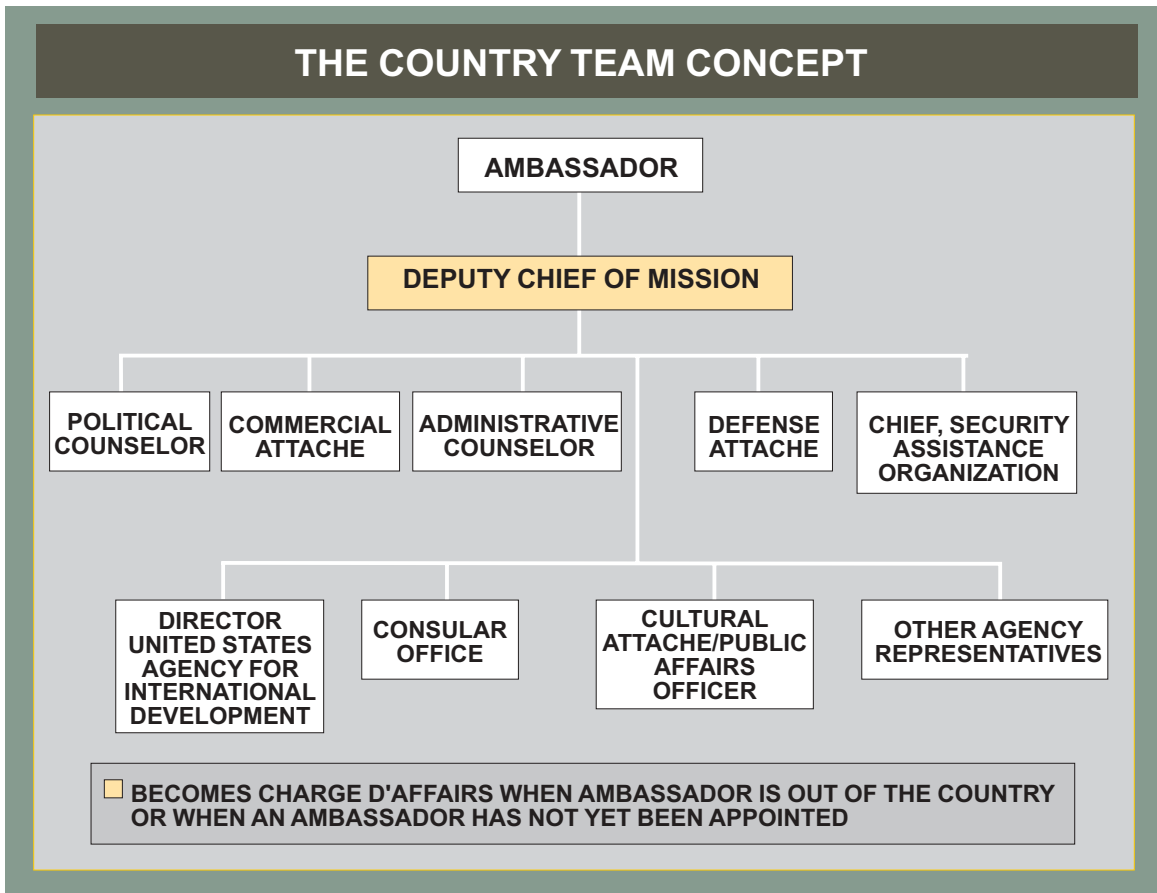 THE COUNTRY TEAM CONCEPT
AMBASSADOR
DEPUTY CHIEF OF MISSION
POLITICAL
COUNSELOR
COMMERCIAL
ATTACHE
ADMINISTRATIVE
COUNSELOR
DEFENSE
ATTACHE
CHIEF, SECURITY
ASSISTANCE
ORGANIZATION
DIRECTOR
UNITED STATES
AGENCY FOR
INTERNATIONAL
DEVELOPMENT
CONSULAR
OFFICE
CULTURAL
ATTACHE/PUBLIC
AFFAIRS
OFFICER
OTHER AGENCY
REPRESENTATIVES
BECOMES CHARGE D'AFFAIRS WHEN AMBASSADOR IS OUT OF THE COUNTRY
OR WHEN AN AMBASSADOR HAS NOT YET BEEN APPOINTED